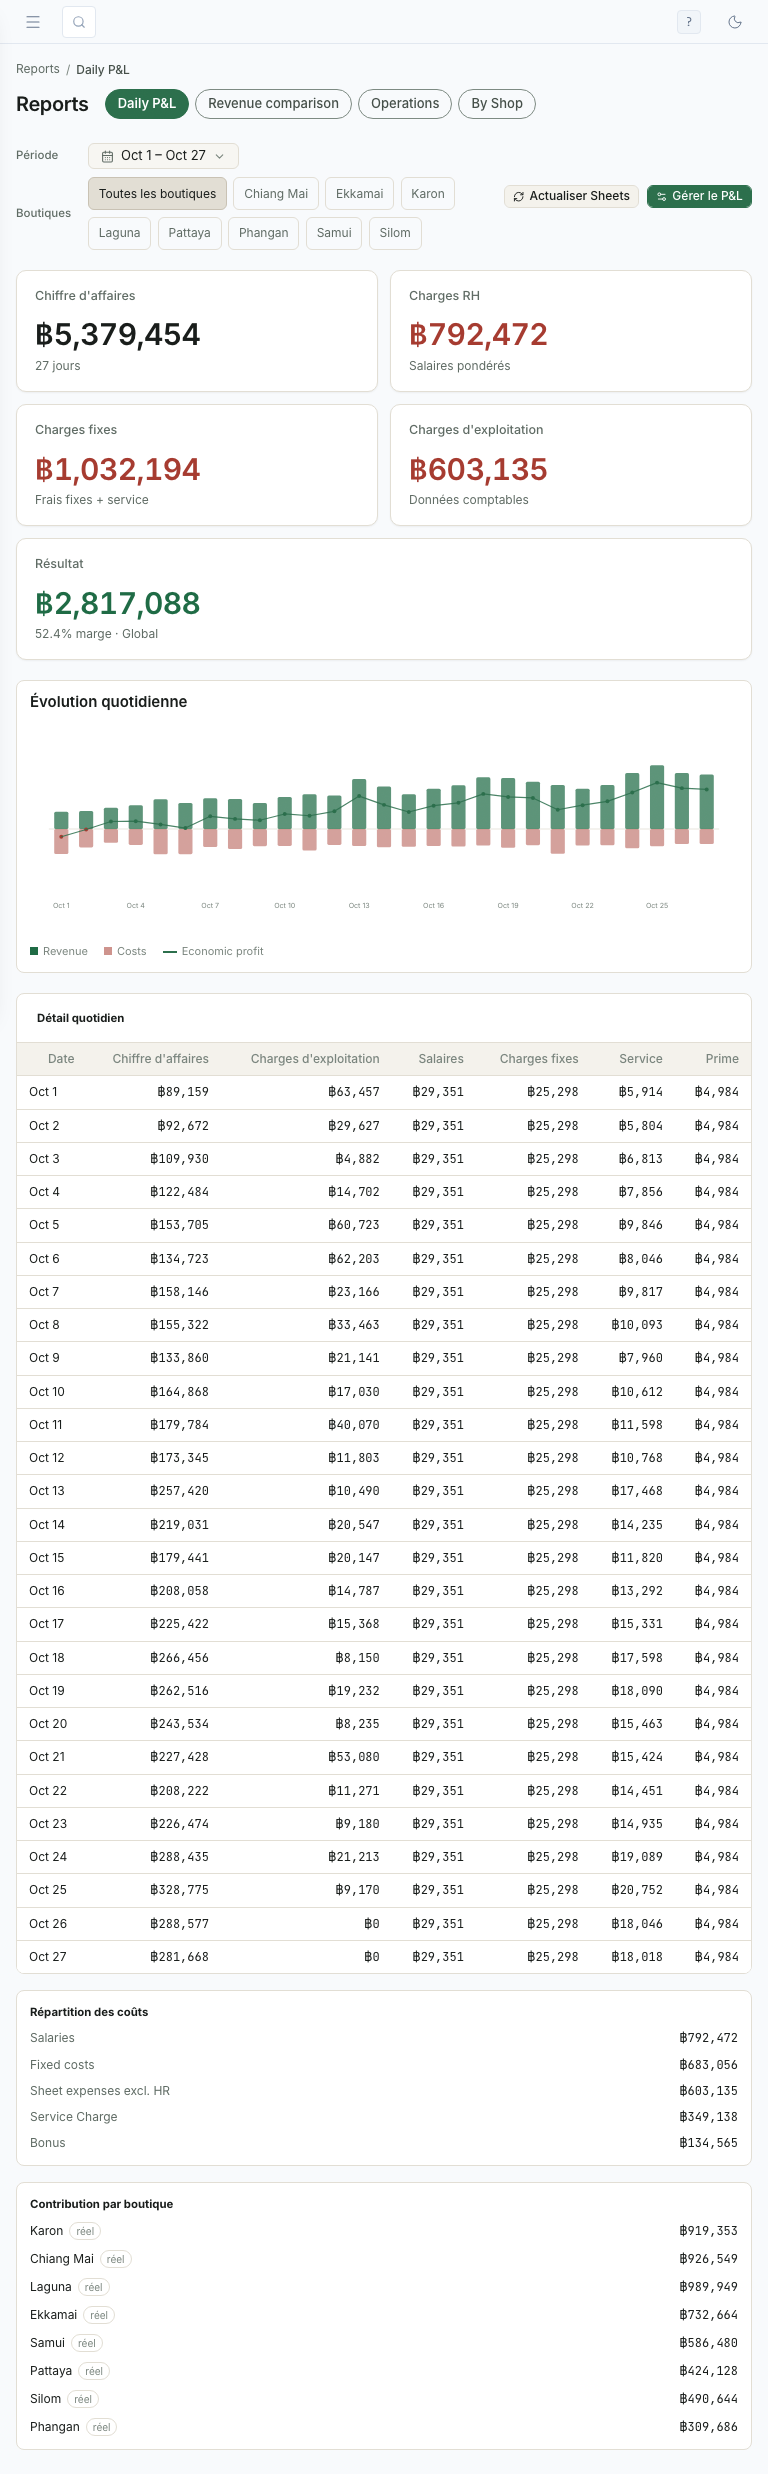 ?
Reports / Daily P&L
Reports Daily P&L Revenue comparison Operations By Shop
Période Oct 1 – Oct 27
Boutiques Toutes les boutiques Chiang Mai Ekkamai Karon
Laguna Pattaya Phangan Samui Silom
Actualiser Sheets Gérer le P&L
Chiffre d'affaires
฿5,379,454
27 jours
Charges RH
฿792,472
Salaires pondérés
Charges fixes
฿1,032,194
Frais fixes + service
Charges d'exploitation
฿603,135
Données comptables
Résultat
฿2,817,088
52.4% marge · Global
Évolution quotidienne
Oct 1 Oct 4 Oct 7 Oct 10 Oct 13 Oct 16 Oct 19 Oct 22 Oct 25
Revenue Costs Economic profit
Détail quotidien
Date Chiffre d'affaires Charges d'exploitation Salaires Charges fixes Service Prime
Oct 1 ฿89,159 ฿63,457 ฿29,351 ฿25,298 ฿5,914 ฿4,984
Oct 2 ฿92,672 ฿29,627 ฿29,351 ฿25,298 ฿5,804 ฿4,984
Oct 3 ฿109,930 ฿4,882 ฿29,351 ฿25,298 ฿6,813 ฿4,984
Oct 4 ฿122,484 ฿14,702 ฿29,351 ฿25,298 ฿7,856 ฿4,984
Oct 5 ฿153,705 ฿60,723 ฿29,351 ฿25,298 ฿9,846 ฿4,984
Oct 6 ฿134,723 ฿62,203 ฿29,351 ฿25,298 ฿8,046 ฿4,984
Oct 7 ฿158,146 ฿23,166 ฿29,351 ฿25,298 ฿9,817 ฿4,984
Oct 8 ฿155,322 ฿33,463 ฿29,351 ฿25,298 ฿10,093 ฿4,984
Oct 9 ฿133,860 ฿21,141 ฿29,351 ฿25,298 ฿7,960 ฿4,984
Oct 10 ฿164,868 ฿17,030 ฿29,351 ฿25,298 ฿10,612 ฿4,984
Oct 11 ฿179,784 ฿40,070 ฿29,351 ฿25,298 ฿11,598 ฿4,984
Oct 12 ฿173,345 ฿11,803 ฿29,351 ฿25,298 ฿10,768 ฿4,984
Oct 13 ฿257,420 ฿10,490 ฿29,351 ฿25,298 ฿17,468 ฿4,984
Oct 14 ฿219,031 ฿20,547 ฿29,351 ฿25,298 ฿14,235 ฿4,984
Oct 15 ฿179,441 ฿20,147 ฿29,351 ฿25,298 ฿11,820 ฿4,984
Oct 16 ฿208,058 ฿14,787 ฿29,351 ฿25,298 ฿13,292 ฿4,984
Oct 17 ฿225,422 ฿15,368 ฿29,351 ฿25,298 ฿15,331 ฿4,984
Oct 18 ฿266,456 ฿8,150 ฿29,351 ฿25,298 ฿17,598 ฿4,984
Oct 19 ฿262,516 ฿19,232 ฿29,351 ฿25,298 ฿18,090 ฿4,984
Oct 20 ฿243,534 ฿8,235 ฿29,351 ฿25,298 ฿15,463 ฿4,984
Oct 21 ฿227,428 ฿53,080 ฿29,351 ฿25,298 ฿15,424 ฿4,984
Oct 22 ฿208,222 ฿11,271 ฿29,351 ฿25,298 ฿14,451 ฿4,984
Oct 23 ฿226,474 ฿9,180 ฿29,351 ฿25,298 ฿14,935 ฿4,984
Oct 24 ฿288,435 ฿21,213 ฿29,351 ฿25,298 ฿19,089 ฿4,984
Oct 25 ฿328,775 ฿9,170 ฿29,351 ฿25,298 ฿20,752 ฿4,984
Oct 26 ฿288,577 ฿0 ฿29,351 ฿25,298 ฿18,046 ฿4,984
Oct 27 ฿281,668 ฿0 ฿29,351 ฿25,298 ฿18,018 ฿4,984
Répartition des coûts
Salaries ฿792,472
Fixed costs ฿683,056
Sheet expenses excl. HR ฿603,135
Service Charge ฿349,138
Bonus ฿134,565
Contribution par boutique
Karon réel ฿919,353
Chiang Mai réel ฿926,549
Laguna réel ฿989,949
Ekkamai réel ฿732,664
Samui réel ฿586,480
Pattaya réel ฿424,128
Silom réel ฿490,644
Phangan réel ฿309,686